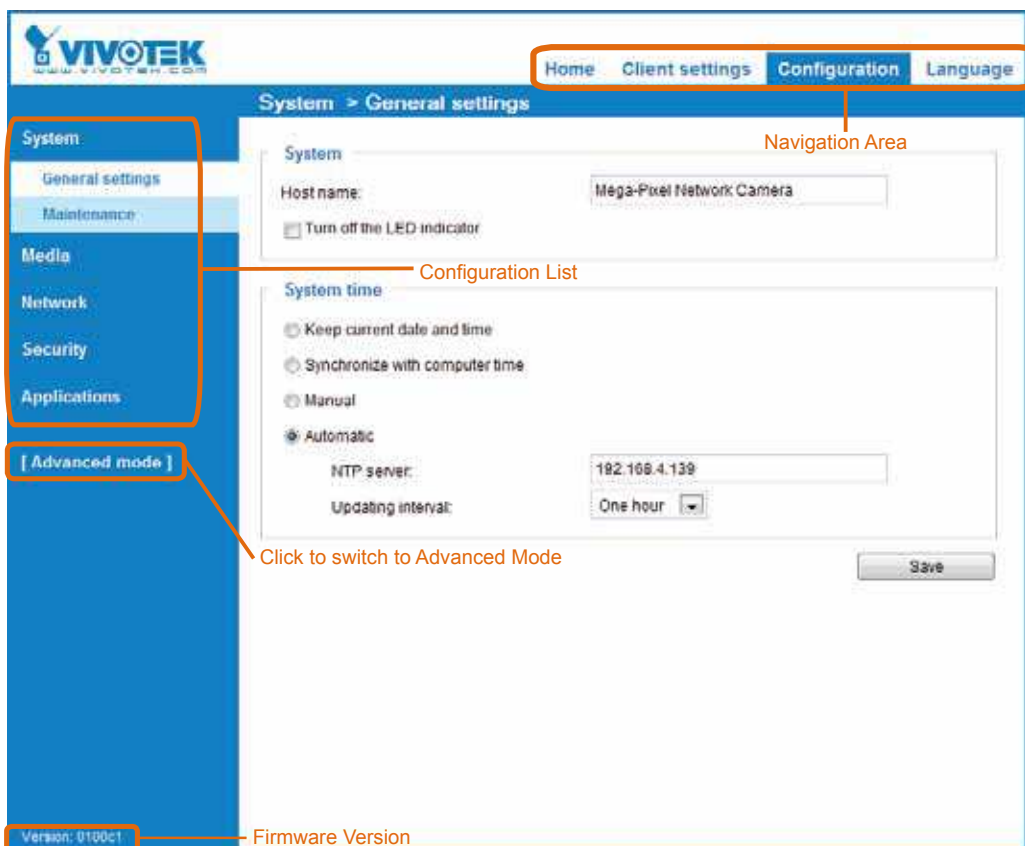 VIVOTEK
WWW.VIVOTEK.COM
Home Client settings Configuration Language
System > General settings
Navigation Area
System
General settings
Maintenance
Media
Network
Security
Applications
[ Advanced mode ]
Configuration List
System
Host name: Mega-Pixel Network Camera
Turn off the LED indicator
System time
Keep current date and time
Synchronize with computer time
Manual
Automatic
NTP server: 192.168.4.139
Updating interval: One hour
Click to switch to Advanced Mode
Save
Version: 0100c1
Firmware Version